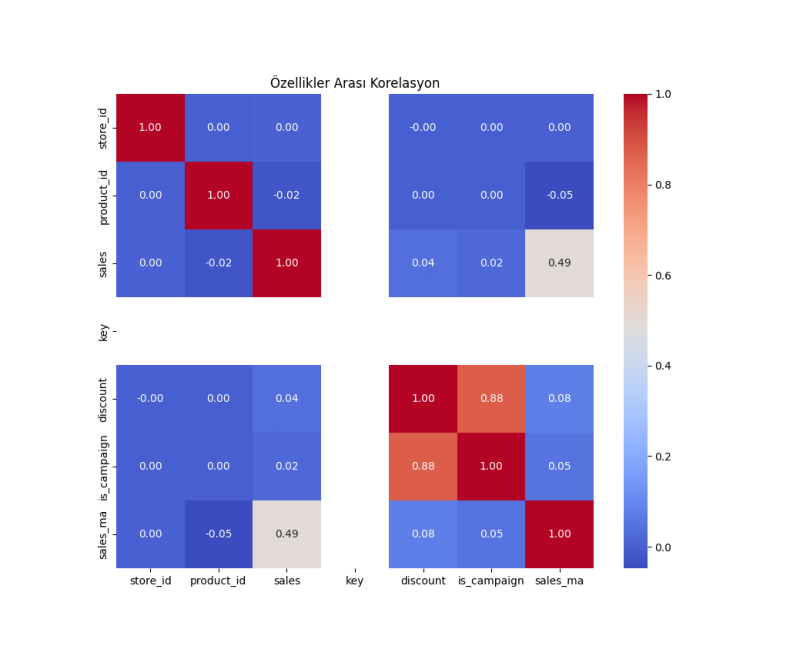 Özellikler Arası Korelasyon
store_id 1.00 0.00 0.00 -0.00 0.00 0.00
product_id 0.00 1.00 -0.02 0.00 0.00 -0.05
sales 0.00 -0.02 1.00 0.04 0.02 0.49
key
discount -0.00 0.00 0.04 1.00 0.88 0.08
is_campaign 0.00 0.00 0.02 0.88 1.00 0.05
sales_ma 0.00 -0.05 0.49 0.08 0.05 1.00
store_id product_id sales key discount is_campaign sales_ma
1.0
0.8
0.6
0.4
0.2
0.0